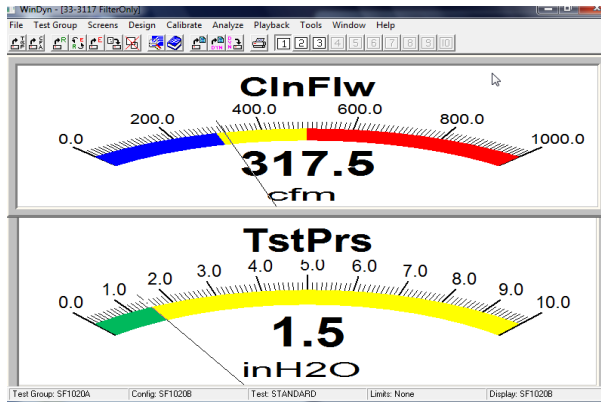 WinDyn - [33-3117 FilterOnly]
File Test Group Screens Design Calibrate Analyze Playback Tools Window Help
1 2 3 4 5 6 7 8 9 10
ClnFlw
0.0 200.0 400.0 600.0 800.0 1000.0
317.5
cfm
TstPrs
0.0 1.0 2.0 3.0 4.0 5.0 6.0 7.0 8.0 9.0 10.0
1.5
inH2O
Test Group: SF1020A Config: SF1020B Test: STANDARD Limits: None Display: SF1020B